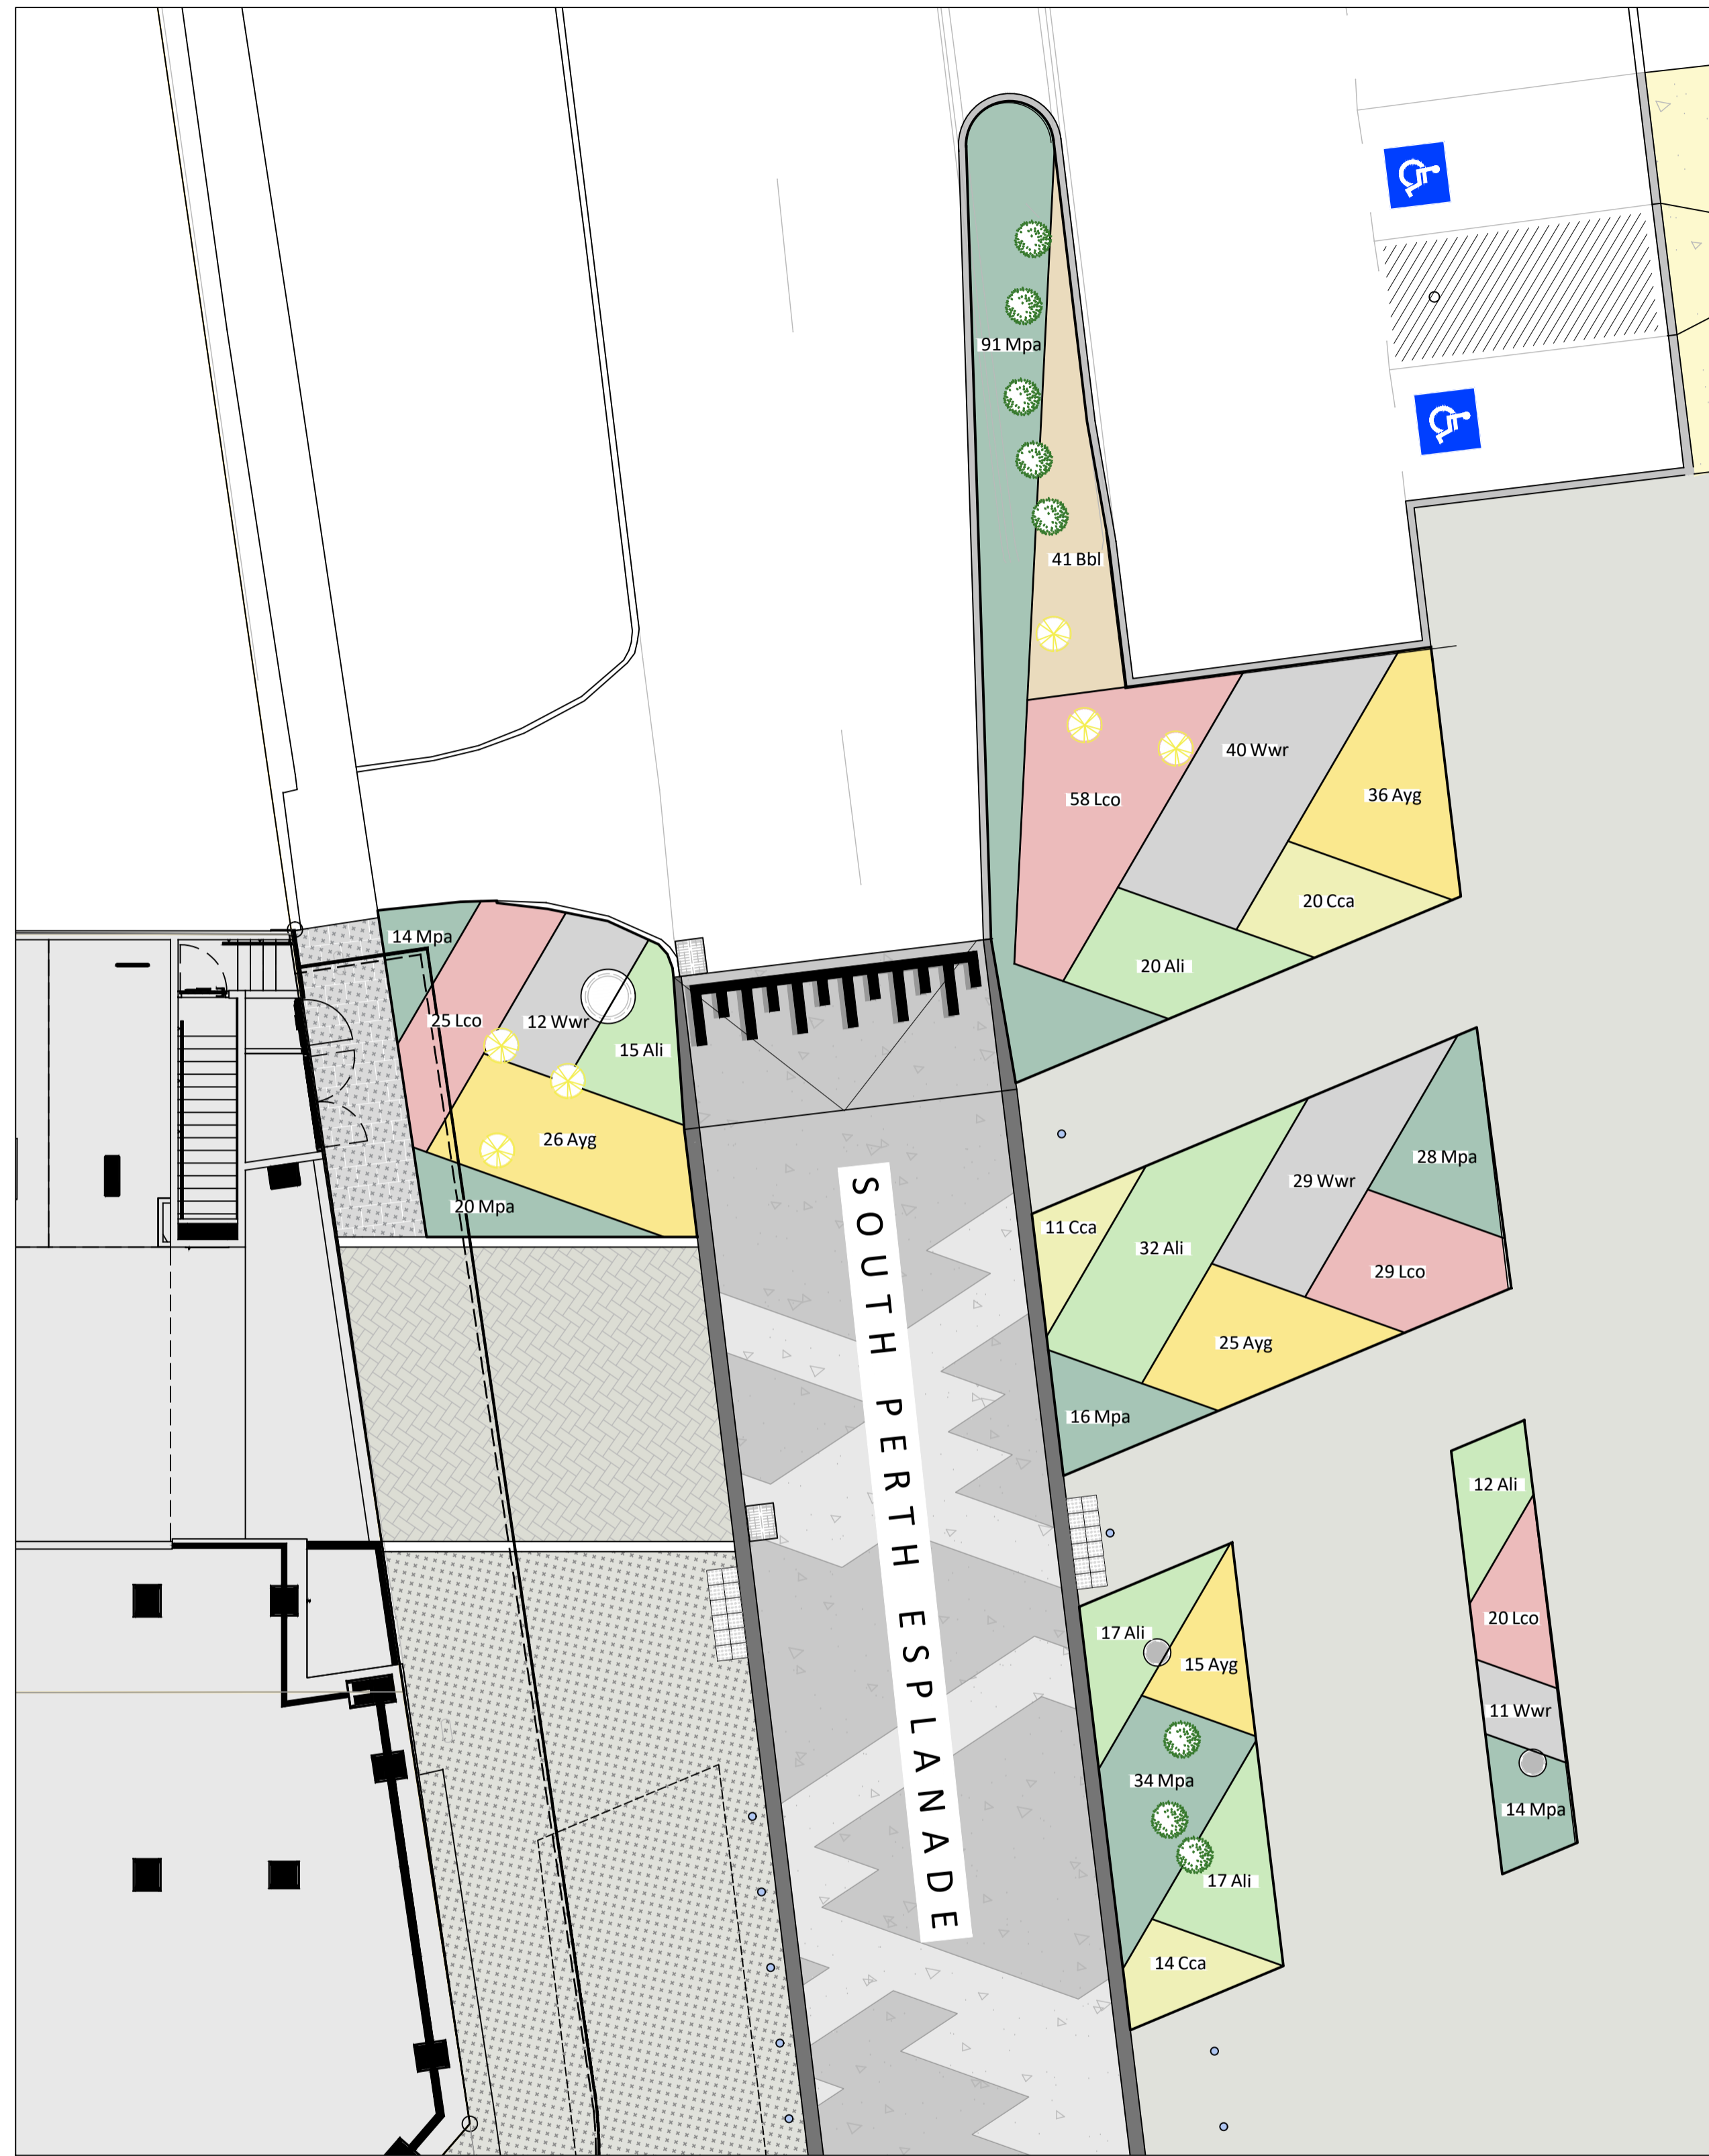 91 Mpa
41 Bbl
40 Wwr
58 Lco
36 Ayg
20 Cca
20 Ali
14 Mpa
25 Lco
12 Wwr
15 Ali
26 Ayg
20 Mpa
SOUTH PERTH ESPLANADE
28 Mpa
29 Wwr
11 Cca
32 Ali
29 Lco
25 Ayg
16 Mpa
12 Ali
20 Lco
11 Wwr
14 Mpa
17 Ali
15 Ayg
34 Mpa
17 Ali
14 Cca